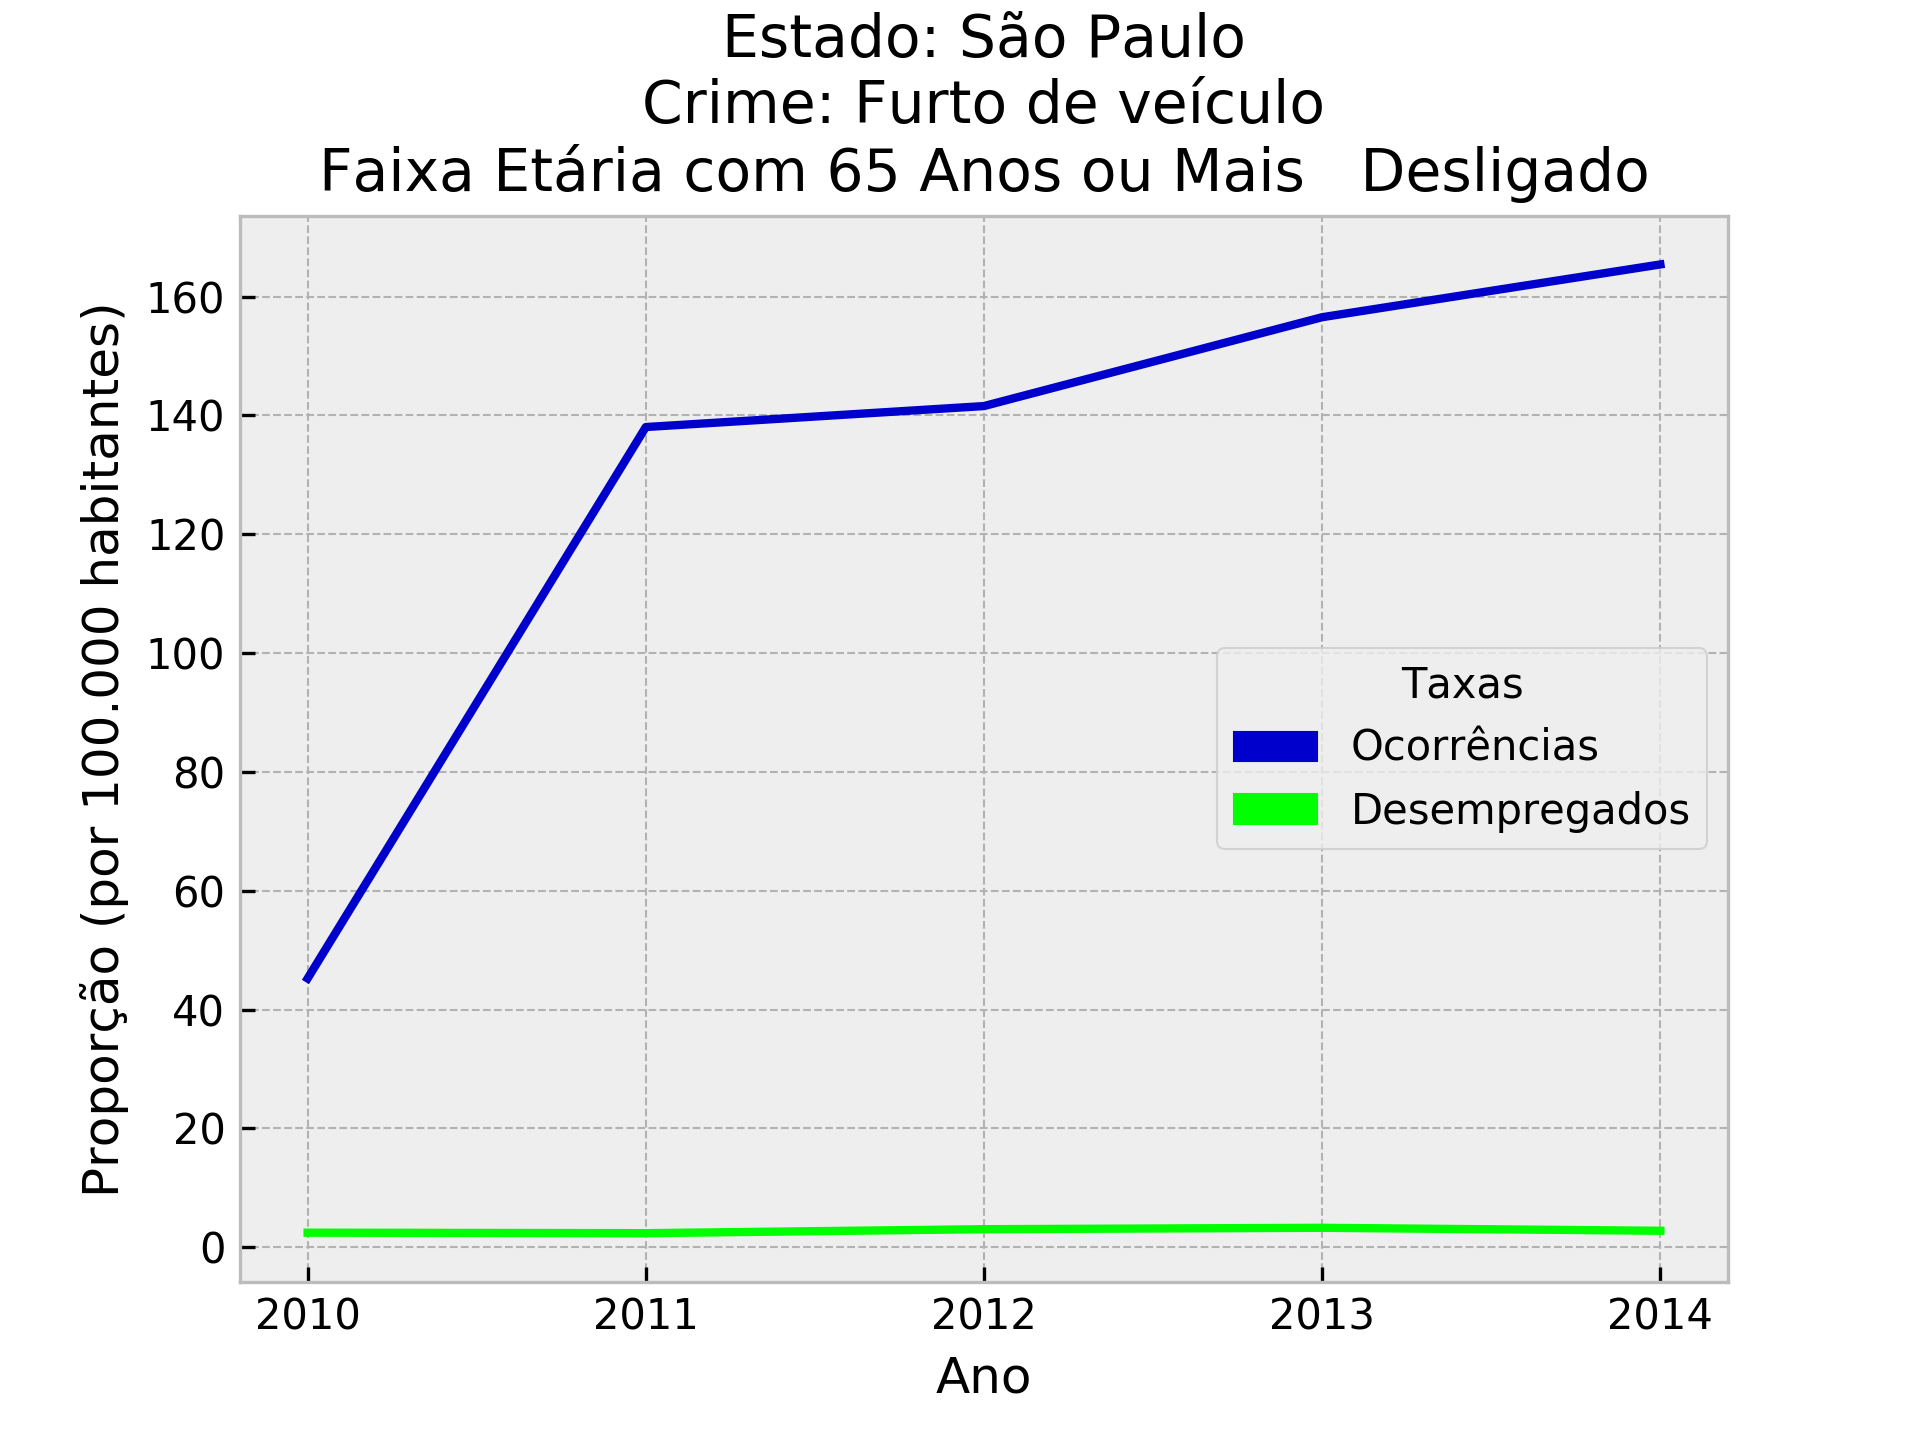 Estado: São Paulo
Crime: Furto de veículo
Faixa Etária com 65 Anos ou Mais   Desligado
Proporção (por 100.000 habitantes)
160
140
120
100
80
60
40
20
0
Taxas
Ocorrências
Desempregados
2010 2011 2012 2013 2014
Ano